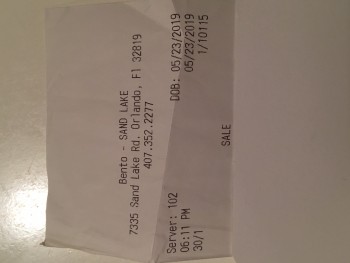 Bento - SAND LAKE
7335 Sand Lake Rd. Orlando, Fl 32819
407.352.2277
Server: 102 DOB: 05/23/2019
06:11 PM 05/23/2019
30/1 1/10115
SALE